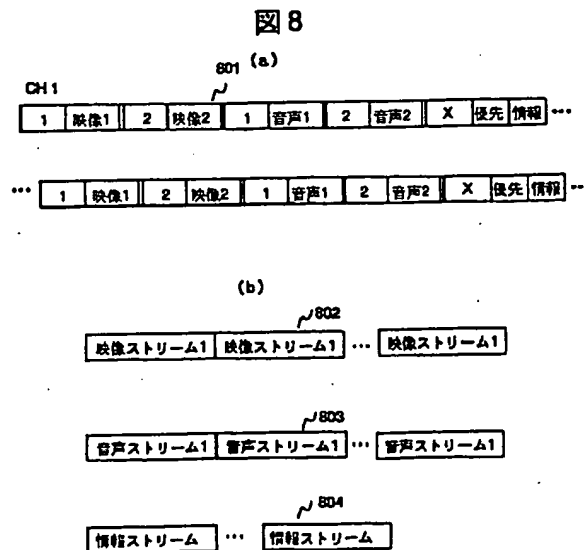 図8
(a)
801
CH1
1 映像1 2 映像2 1 音声1 2 音声2 X 優先 情報 …
… 1 映像1 2 映像2 1 音声1 2 音声2 X 優先 情報 …
(b)
802
映像ストリーム1 映像ストリーム1 … 映像ストリーム1
803
音声ストリーム1 音声ストリーム1 … 音声ストリーム1
804
情報ストリーム … 情報ストリーム